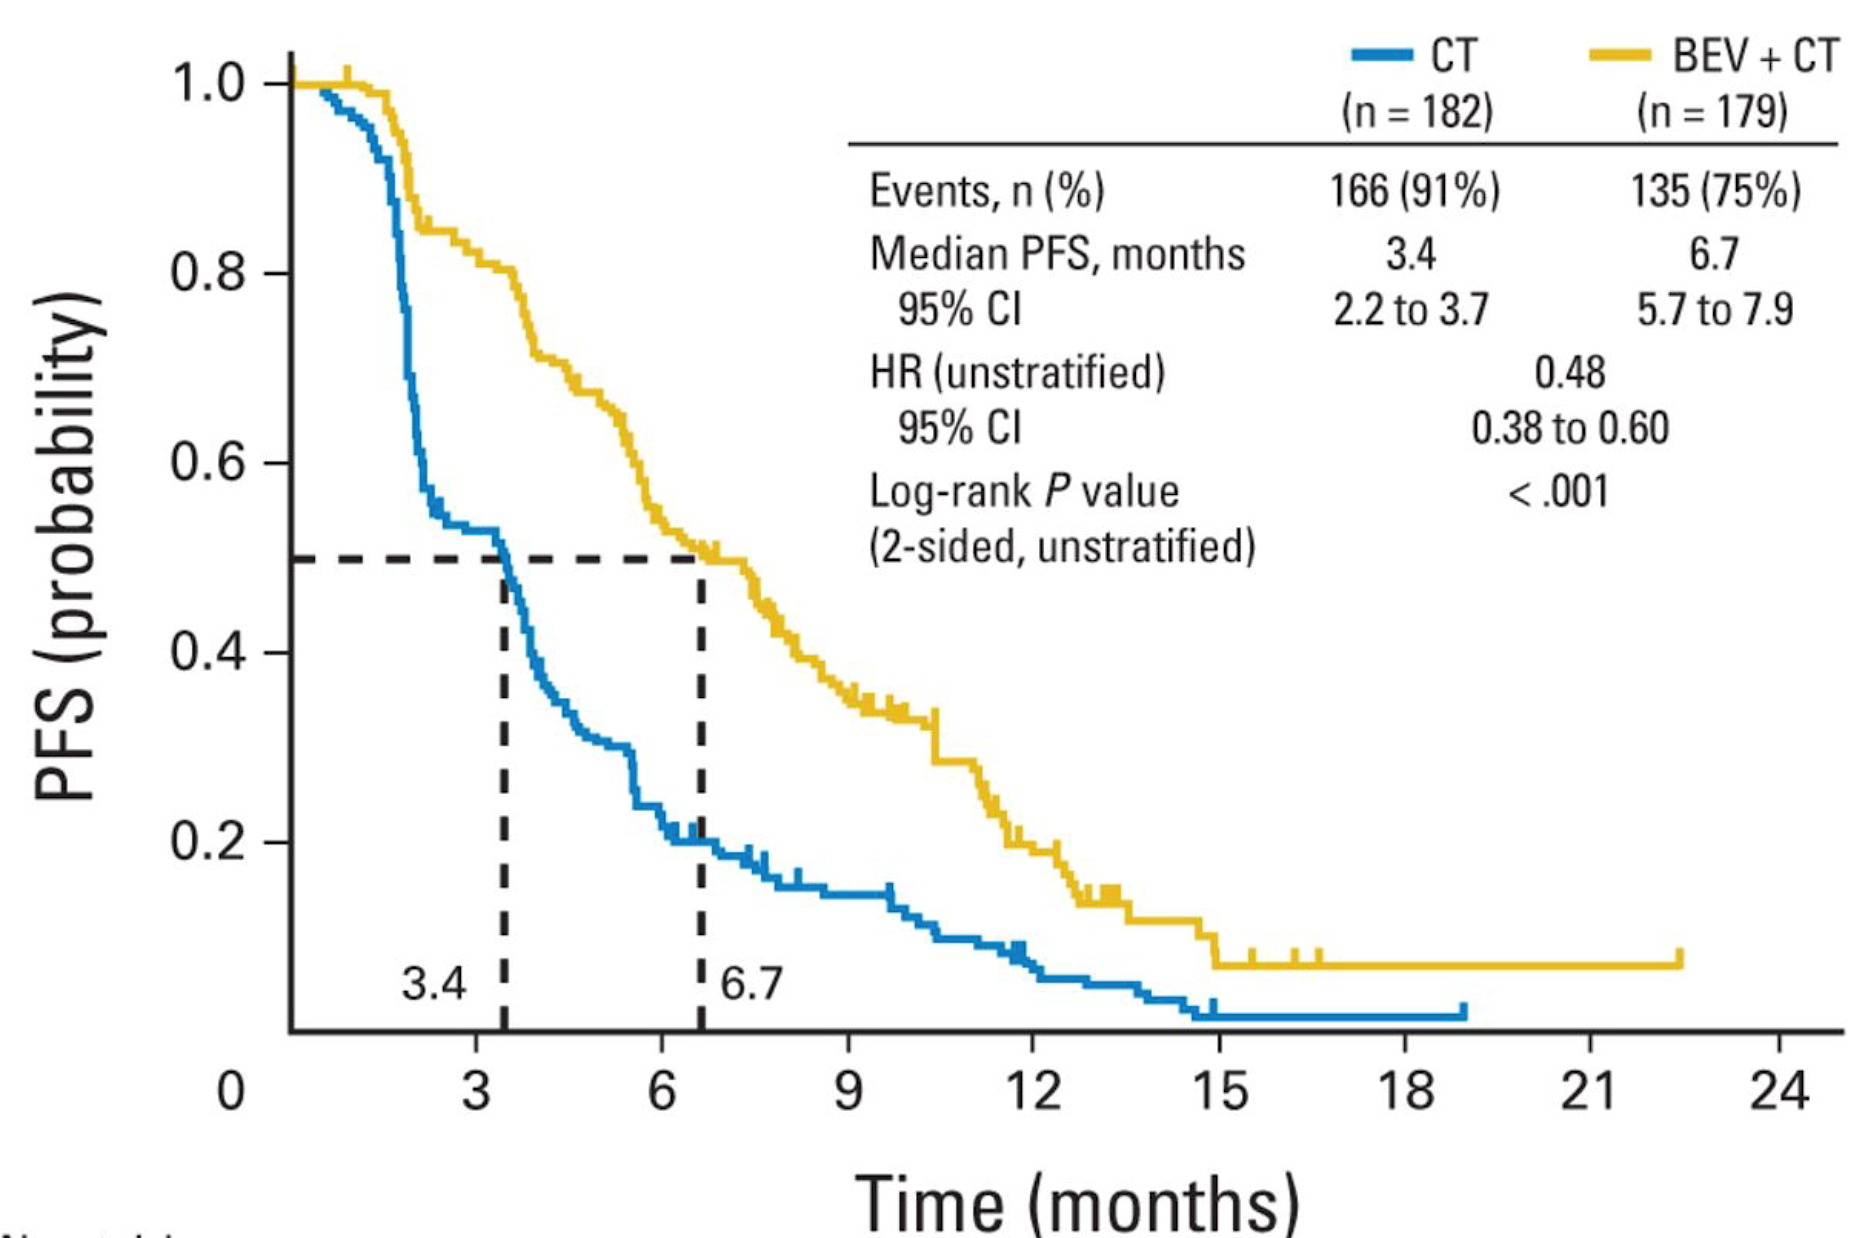 CT BEV + CT
(n = 182) (n = 179)
Events, n (%) 166 (91%) 135 (75%)
Median PFS, months 3.4 6.7
95% CI 2.2 to 3.7 5.7 to 7.9
HR (unstratified) 0.48
95% CI 0.38 to 0.60
Log-rank P value < .001
(2-sided, unstratified)
PFS (probability)
1.0
0.8
0.6
0.4
0.2
3.4 6.7
0 3 6 9 12 15 18 21 24
Time (months)